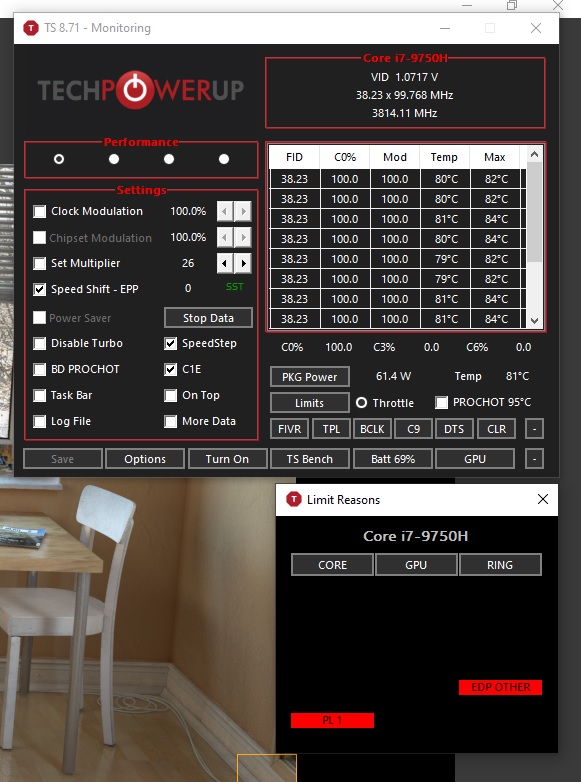 TS 8.71 - Monitoring
TECHPOWERUP
Core i7-9750H
VID 1.0717 V
38.23 x 99.768 MHz
3814.11 MHz
Performance
Settings
Clock Modulation 100.0%
Chipset Modulation 100.0%
Set Multiplier 26
Speed Shift - EPP 0 SST
Power Saver Stop Data
Disable Turbo SpeedStep
BD PROCHOT C1E
Task Bar On Top
Log File More Data
FID C0% Mod Temp Max
38.23 100.0 100.0 80°C 82°C
38.23 100.0 100.0 80°C 82°C
38.23 100.0 100.0 81°C 84°C
38.23 100.0 100.0 80°C 84°C
38.23 100.0 100.0 79°C 82°C
38.23 100.0 100.0 79°C 82°C
38.23 100.0 100.0 81°C 84°C
38.23 100.0 100.0 81°C 84°C
C0% 100.0 C3% 0.0 C6% 0.0
PKG Power 61.4 W Temp 81°C
Limits Throttle PROCHOT 95°C
FIVR TPL BCLK C9 DTS CLR -
Save Options Turn On TS Bench Batt 69% GPU -
Limit Reasons
Core i7-9750H
CORE GPU RING
EDP OTHER
PL 1